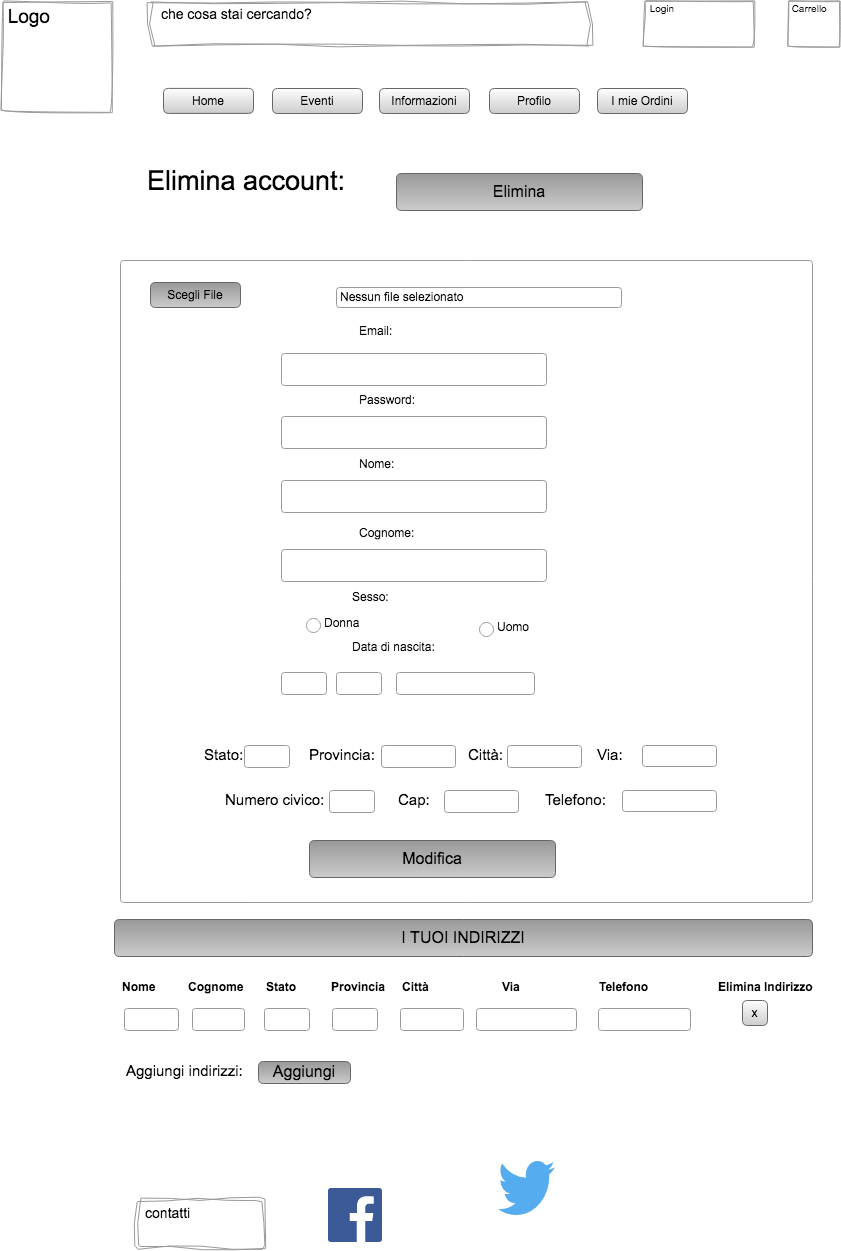 Logo
che cosa stai cercando?
Login
Carrello
Home
Eventi
Informazioni
Profilo
I mie Ordini
Elimina account:
Elimina
Scegli File
Nessun file selezionato
Email:
Password:
Nome:
Cognome:
Sesso:
Donna
Uomo
Data di nascita:
Stato:
Provincia:
Città:
Via:
Numero civico:
Cap:
Telefono:
Modifica
I TUOI INDIRIZZI
Nome Cognome Stato Provincia Città Via Telefono Elimina Indirizzo
x
Aggiungi indirizzi:
Aggiungi
contatti